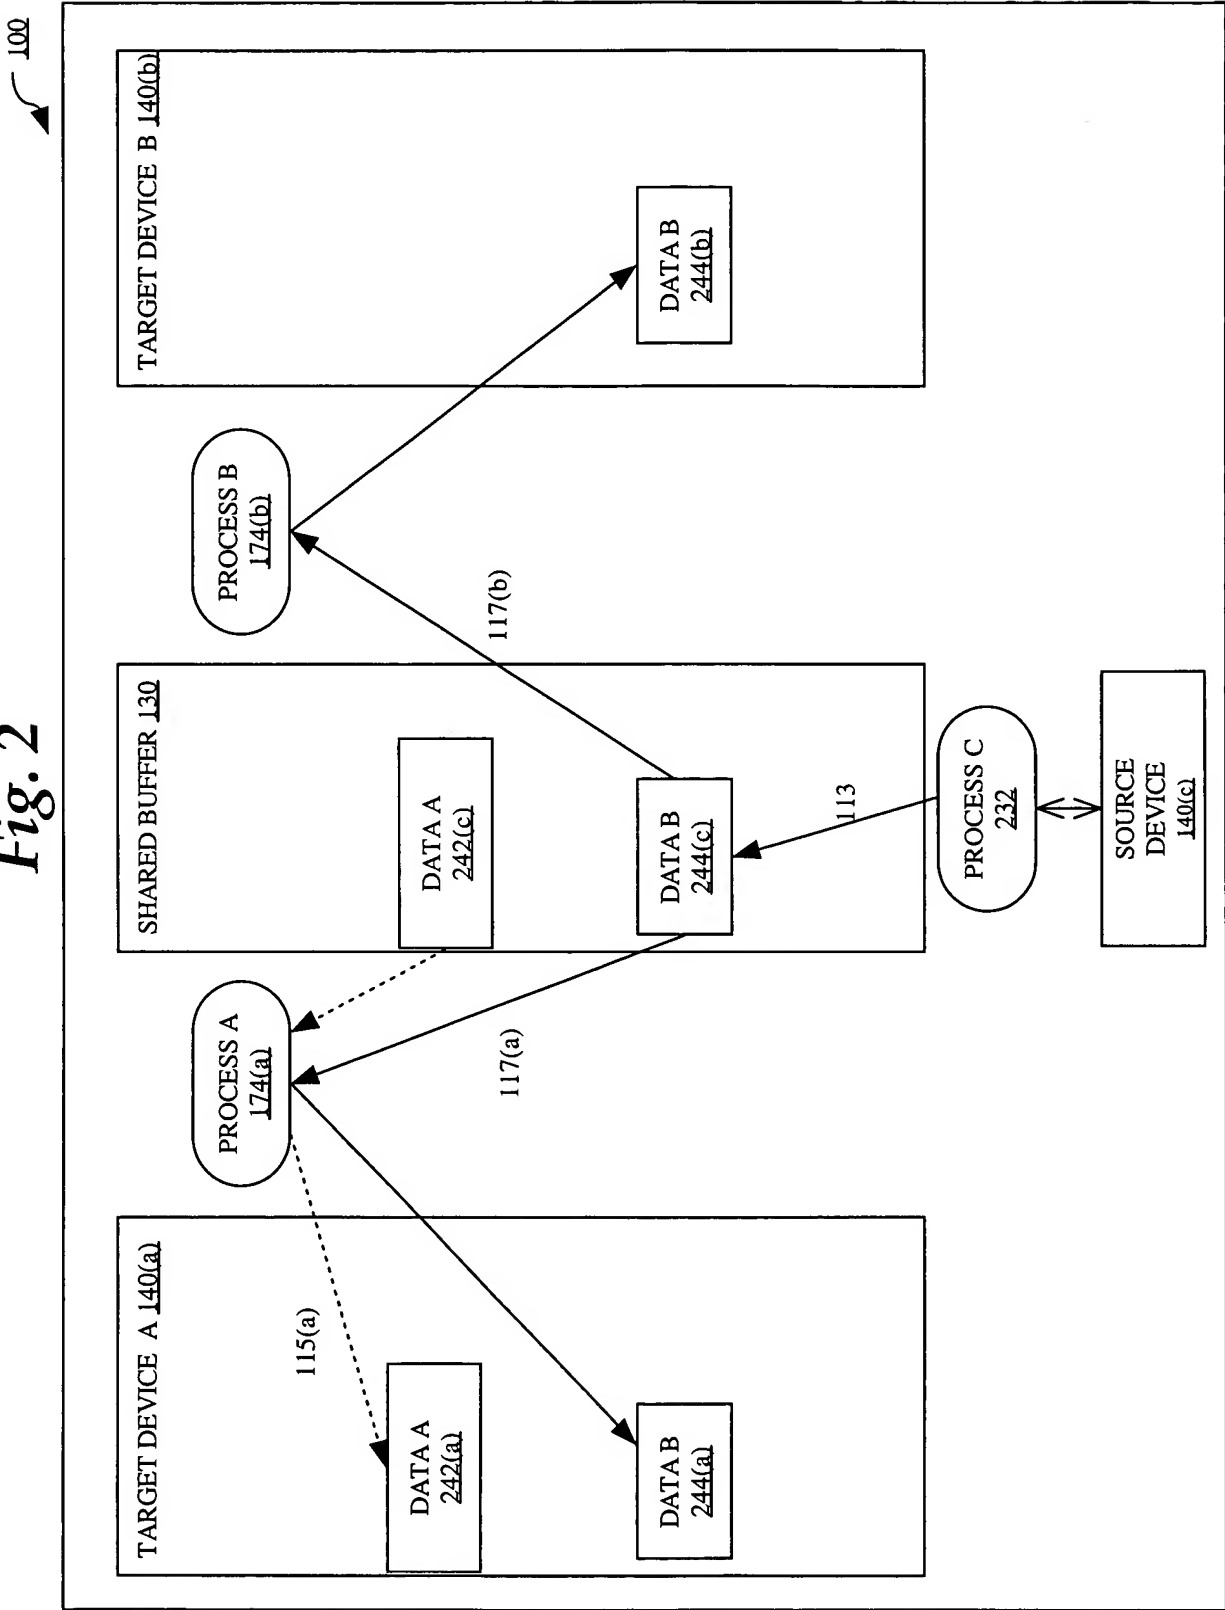 Fig. 2
100
TARGET DEVICE A 140(a)
SHARED BUFFER 130
TARGET DEVICE B 140(b)
PROCESS A
174(a)
PROCESS B
174(b)
115(a)
DATA A
242(a)
DATA A
242(c)
117(a)
117(b)
DATA B
244(a)
DATA B
244(c)
DATA B
244(b)
113
PROCESS C
232
SOURCE
DEVICE
140(c)